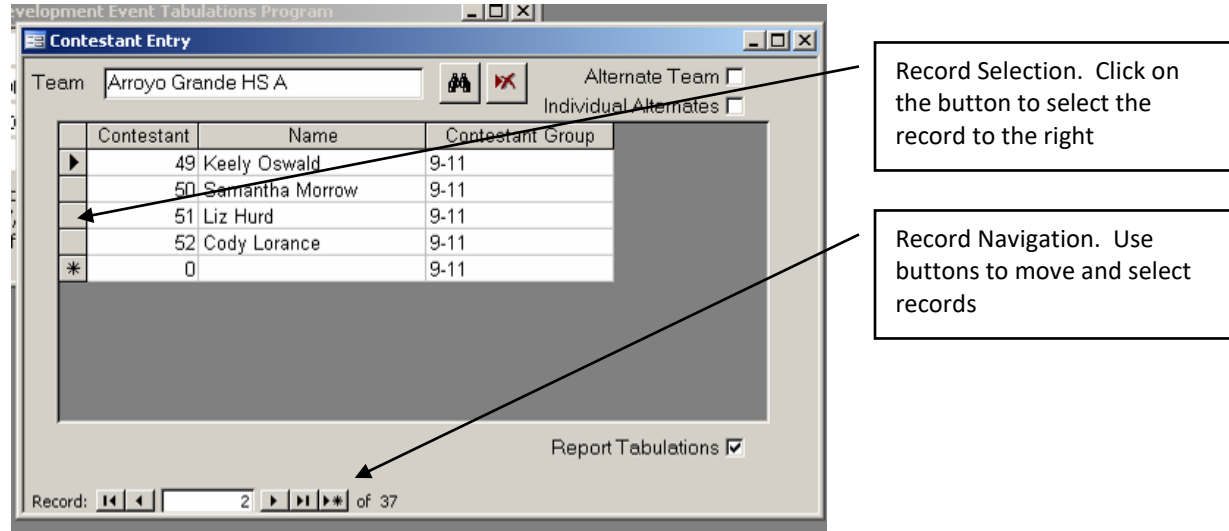 velopment Event Tabulations Program
Contestant Entry
Team Arroyo Grande HS A Alternate Team
Individual Alternates
Contestant Name Contestant Group
49 Keely Oswald 9-11
50 Samantha Morrow 9-11
51 Liz Hurd 9-11
52 Cody Lorance 9-11
0 9-11
Report Tabulations
Record: 2 of 37
Record Selection. Click on
the button to select the
record to the right
Record Navigation. Use
buttons to move and select
records